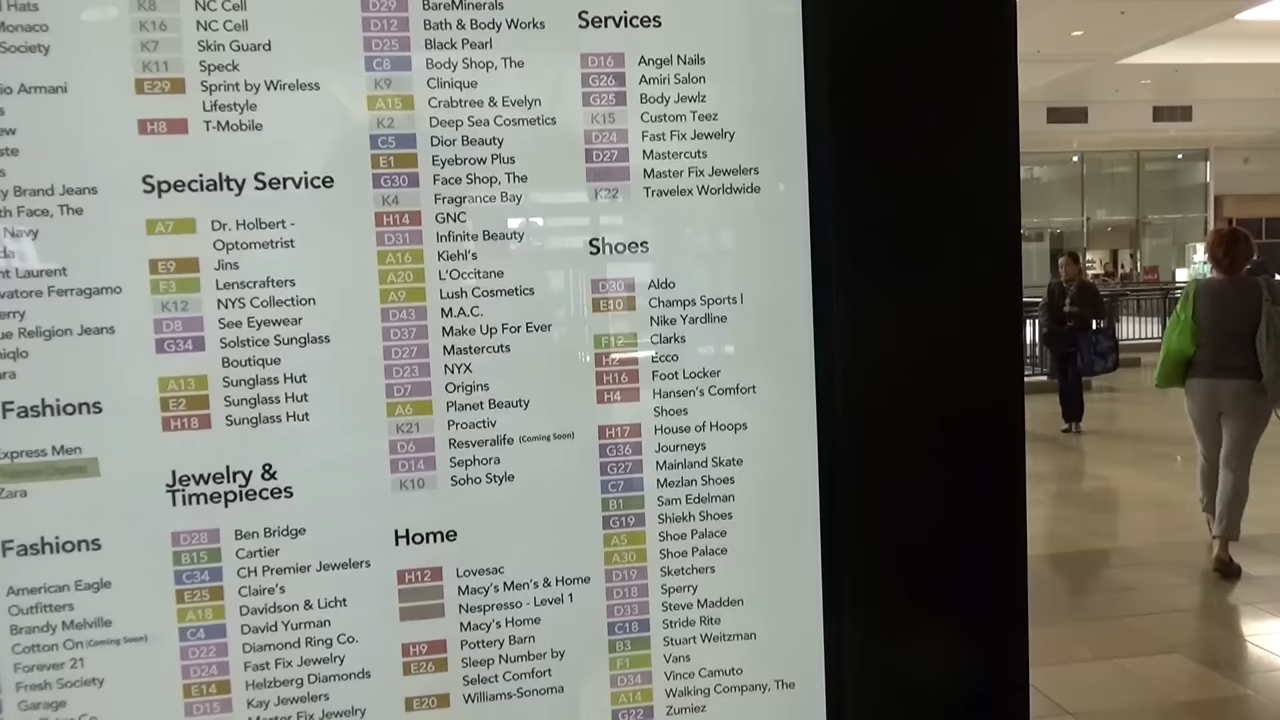 Hats
Monaco
Society
io Armani
y Brand Jeans
th Face, The
Navy
nt Laurent
vatore Ferragamo
erry
ue Religion Jeans
niqlo
ara
Fashions
xpress Men
Zara
Fashions
American Eagle
Outfitters
Brandy Melville
Cotton On (Coming Soon)
Forever 21
Fresh Society
Garage
K8 NC Cell
K16 NC Cell
K7 Skin Guard
K11 Speck
E29 Sprint by Wireless
Lifestyle
H8 T-Mobile
Specialty Service
A7 Dr. Holbert -
Optometrist
E9 Jins
F3 Lenscrafters
K12 NYS Collection
D8 See Eyewear
G34 Solstice Sunglass
Boutique
A13 Sunglass Hut
E2 Sunglass Hut
H18 Sunglass Hut
Jewelry &
Timepieces
D28 Ben Bridge
B15 Cartier
C34 CH Premier Jewelers
E25 Claire's
A18 Davidson & Licht
C4 David Yurman
D22 Diamond Ring Co.
D24 Fast Fix Jewelry
E14 Helzberg Diamonds
D15 Kay Jewelers
Master Fix Jewelry
D29 BareMinerals
D12 Bath & Body Works
D25 Black Pearl
C8 Body Shop, The
K9 Clinique
A15 Crabtree & Evelyn
K2 Deep Sea Cosmetics
C5 Dior Beauty
E1 Eyebrow Plus
G30 Face Shop, The
K4 Fragrance Bay
H14 GNC
D31 Infinite Beauty
A16 Kiehl's
A20 L'Occitane
A9 Lush Cosmetics
D43 M.A.C.
D37 Make Up For Ever
D27 Mastercuts
D23 NYX
D7 Origins
A6 Planet Beauty
K21 Proactiv
D6 Resveralife (Coming Soon)
D14 Sephora
K10 Soho Style
Home
H12 Lovesac
Macy's Men's & Home
Nespresso - Level 1
Macy's Home
H9 Pottery Barn
E26 Sleep Number by
Select Comfort
E20 Williams-Sonoma
Services
D16 Angel Nails
G26 Amiri Salon
G25 Body Jewlz
K15 Custom Teez
D24 Fast Fix Jewelry
D27 Mastercuts
Master Fix Jewelers
K22 Travelex Worldwide
Shoes
D30 Aldo
E10 Champs Sports |
Nike Yardline
F12 Clarks
H2 Ecco
H16 Foot Locker
H4 Hansen's Comfort
Shoes
H17 House of Hoops
G36 Journeys
G27 Mainland Skate
C7 Mezlan Shoes
B1 Sam Edelman
G19 Shiekh Shoes
A5 Shoe Palace
A30 Shoe Palace
D19 Sketchers
D18 Sperry
D33 Steve Madden
C18 Stride Rite
B3 Stuart Weitzman
F1 Vans
D34 Vince Camuto
A14 Walking Company, The
G22 Zumiez